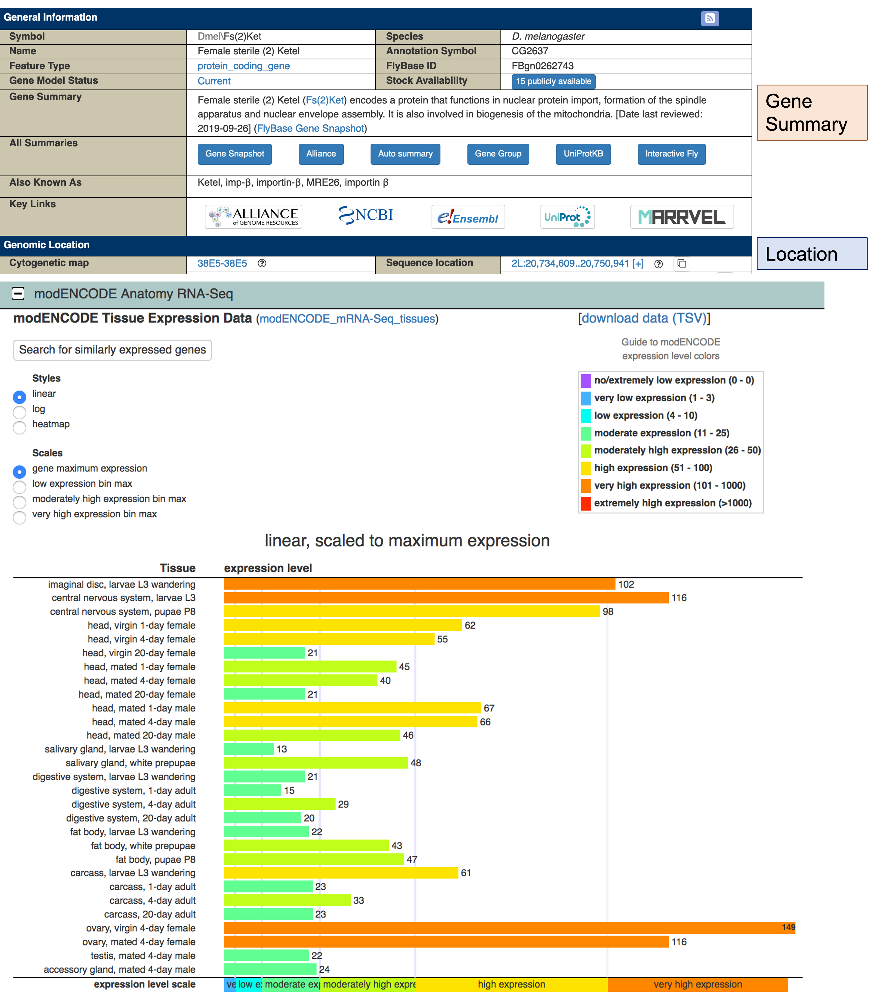 General Information
Symbol Dmel\Fs(2)Ket Species D. melanogaster
Name Female sterile (2) Ketel Annotation Symbol CG2637
Feature Type protein_coding_gene FlyBase ID FBgn0262743
Gene Model Status Current Stock Availability 15 publicly available
Gene Summary Female sterile (2) Ketel (Fs(2)Ket) encodes a protein that functions in nuclear protein import, formation of the spindle
apparatus and nuclear envelope assembly. It is also involved in biogenesis of the mitochondria. [Date last reviewed:
2019-09-26] (FlyBase Gene Snapshot)
Gene
Summary
All Summaries Gene Snapshot Alliance Auto summary Gene Group UniProtKB Interactive Fly
Also Known As Ketel, imp-β, importin-β, MRE26, importin β
Key Links ALLIANCE of GENOME RESOURCES NCBI e!Ensembl UniProt MARRVEL
Genomic Location
Location
Cytogenetic map 38E5-38E5 ? Sequence location 2L:20,734,609..20,750,941 [+] ?
modENCODE Anatomy RNA-Seq
modENCODE Tissue Expression Data (modENCODE_mRNA-Seq_tissues) [download data (TSV)]
Search for similarly expressed genes
Guide to modENCODE
expression level colors
Styles
linear
log
heatmap
Scales
gene maximum expression
low expression bin max
moderately high expression bin max
very high expression bin max
no/extremely low expression (0 - 0)
very low expression (1 - 3)
low expression (4 - 10)
moderate expression (11 - 25)
moderately high expression (26 - 50)
high expression (51 - 100)
very high expression (101 - 1000)
extremely high expression (>1000)
linear, scaled to maximum expression
Tissue expression level
imaginal disc, larvae L3 wandering 102
central nervous system, larvae L3 116
central nervous system, pupae P8 98
head, virgin 1-day female 62
head, virgin 4-day female 55
head, virgin 20-day female 21
head, mated 1-day female 45
head, mated 4-day female 40
head, mated 20-day female 21
head, mated 1-day male 67
head, mated 4-day male 66
head, mated 20-day male 46
salivary gland, larvae L3 wandering 13
salivary gland, white prepupae 48
digestive system, larvae L3 wandering 21
digestive system, 1-day adult 15
digestive system, 4-day adult 29
digestive system, 20-day adult 20
fat body, larvae L3 wandering 22
fat body, white prepupae 43
fat body, pupae P8 47
carcass, larvae L3 wandering 61
carcass, 1-day adult 23
carcass, 4-day adult 33
carcass, 20-day adult 23
ovary, virgin 4-day female 149
ovary, mated 4-day female 116
testis, mated 4-day male 22
accessory gland, mated 4-day male 24
expression level scale ve low e moderate exp moderately high expre high expression very high expression